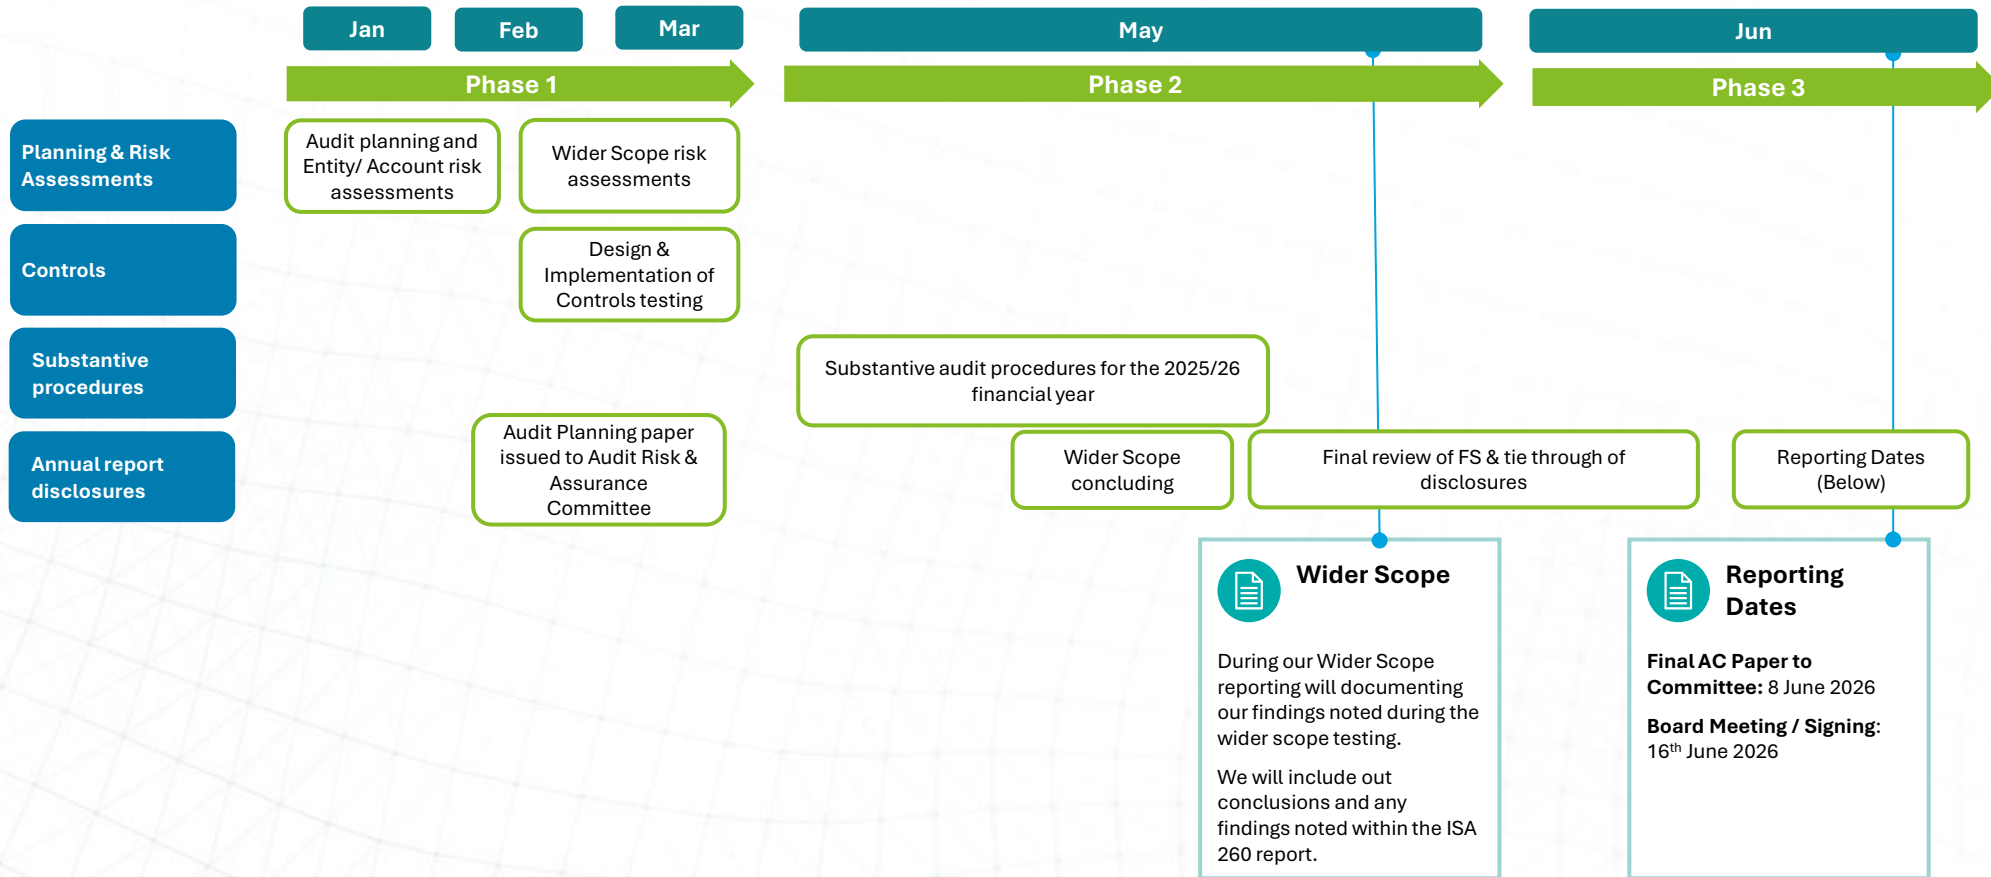 Jan
Feb
Mar
May
Jun
Phase 1
Phase 2
Phase 3
Planning & Risk
Assessments
Audit planning and
Entity/ Account risk
assessments
Wider Scope risk
assessments
Controls
Design &
Implementation of
Controls testing
Substantive
procedures
Substantive audit procedures for the 2025/26
financial year
Annual report
disclosures
Audit Planning paper
issued to Audit Risk &
Assurance
Committee
Wider Scope
concluding
Final review of FS & tie through of
disclosures
Reporting Dates
(Below)
Wider Scope
During our Wider Scope
reporting will documenting
our findings noted during the
wider scope testing.
We will include out
conclusions and any
findings noted within the ISA
260 report.
Reporting
Dates
Final AC Paper to
Committee: 8 June 2026
Board Meeting / Signing:
16th June 2026